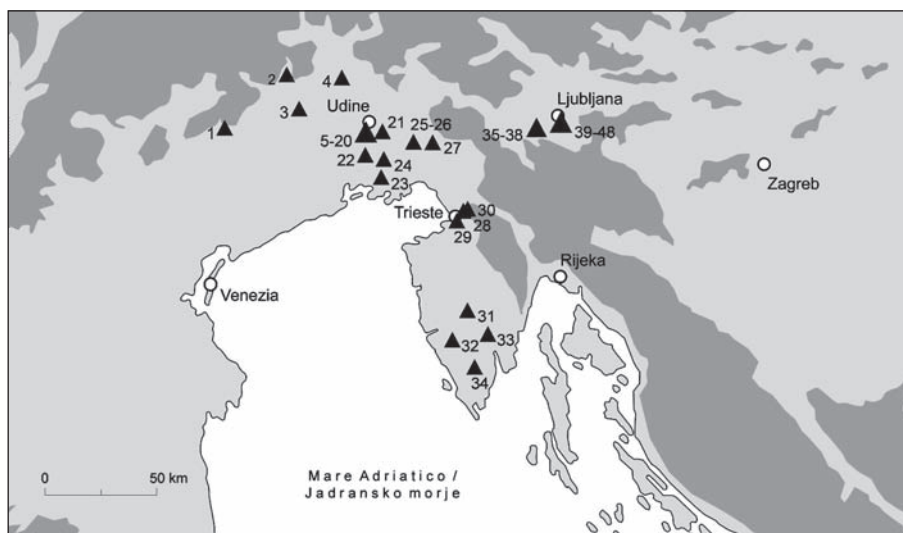 2
4
3
1
Udine
21
25-26
5-20
27
22
24
23
Ljubljana
35-38
39-48
Zagreb
Trieste
30
28
29
Rijeka
Venezia
31
32
33
34
0
50 km
Mare Adriatico /
Jadransko morje